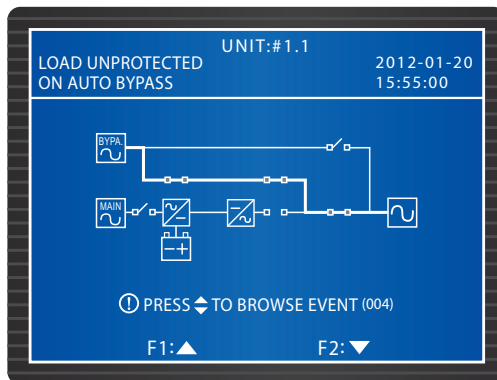 UNIT:#1.1
LOAD UNPROTECTED
2012-01-20
ON AUTO BYPASS
15:55:00
BYPA.
MAIN
PRESS TO BROWSE EVENT (004)
F1:▲ F2:▼